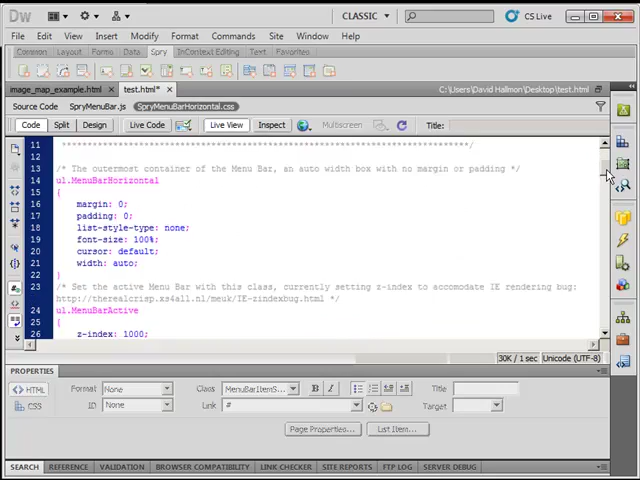 Dw CLASSIC CS Live
File Edit View Insert Modify Format Commands Site Window Help
Common Layout Forms Data Spry InContext Editing Text Favorites
image_map_example.html test.html* C:\Users\David Hallmon\Desktop\test.html
Source Code SpryMenuBar.js SpryMenuBarHorizontal.css
Code Split Design Live Code Live View Inspect Multiscreen Title:
11 *******************************************************************************/
12
13 /* The outermost container of the Menu Bar, an auto width box with no margin or padding */
14 ul.MenuBarHorizontal
15 {
16 margin: 0;
17 padding: 0;
18 list-style-type: none;
19 font-size: 100%;
20 cursor: default;
21 width: auto;
22 }
23 /* Set the active Menu Bar with this class, currently setting z-index to accomodate IE rendering bug:
http://therealcrisp.xs4all.nl/meuk/IE-zindexbug.html */
24 ul.MenuBarActive
25 {
26 z-index: 1000;
30K / 1 sec Unicode (UTF-8)
PROPERTIES
HTML Format None Class MenuBarItemS... B I Title
CSS ID None Link # Target
Page Properties... List Item...
SEARCH REFERENCE VALIDATION BROWSER COMPATIBILITY LINK CHECKER SITE REPORTS FTP LOG SERVER DEBUG